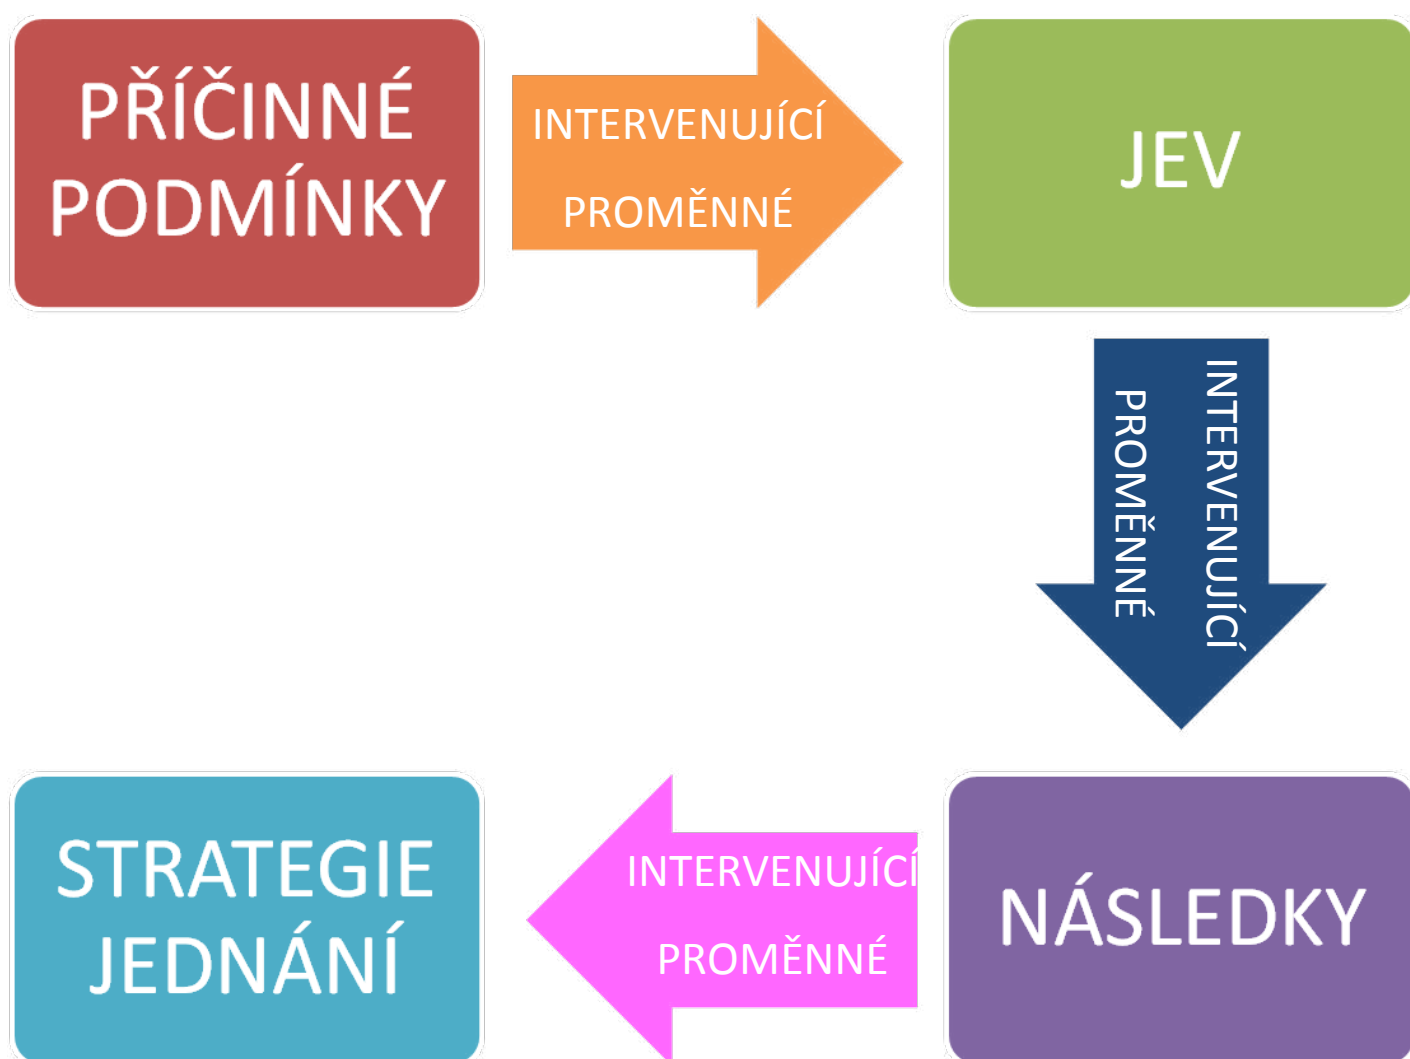 PŘÍČINNÉ
PODMÍNKY
INTERVENUJÍCÍ
PROMĚNNÉ
JEV
INTERVENUJÍCÍ
PROMĚNNÉ
NÁSLEDKY
INTERVENUJÍCÍ
PROMĚNNÉ
STRATEGIE
JEDNÁNÍ